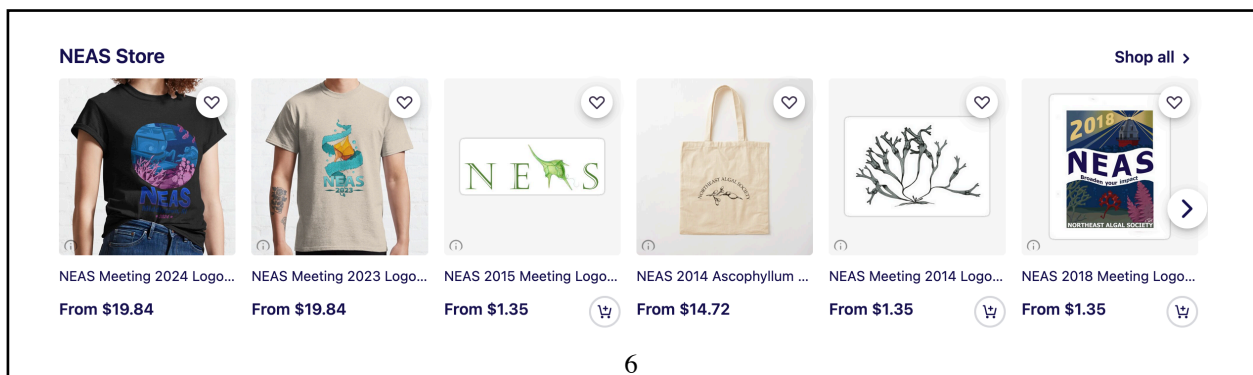 NEAS Store
Shop all >
NEAS
NEAS
2023
N E A S
NORTHEAST ALGAL SOCIETY
2018
NEAS
Broaden your impact
NORTHEAST ALGAL SOCIETY
NEAS Meeting 2024 Logo...
NEAS Meeting 2023 Logo...
NEAS 2015 Meeting Logo...
NEAS 2014 Ascophyllum ...
NEAS Meeting 2014 Logo...
NEAS 2018 Meeting Logo...
From $19.84
From $19.84
From $1.35
From $14.72
From $1.35
From $1.35
6